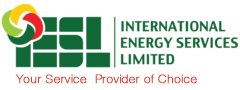 IESL
INTERNATIONAL
ENERGY SERVICES
LIMITED
Your Service Provider of Choice